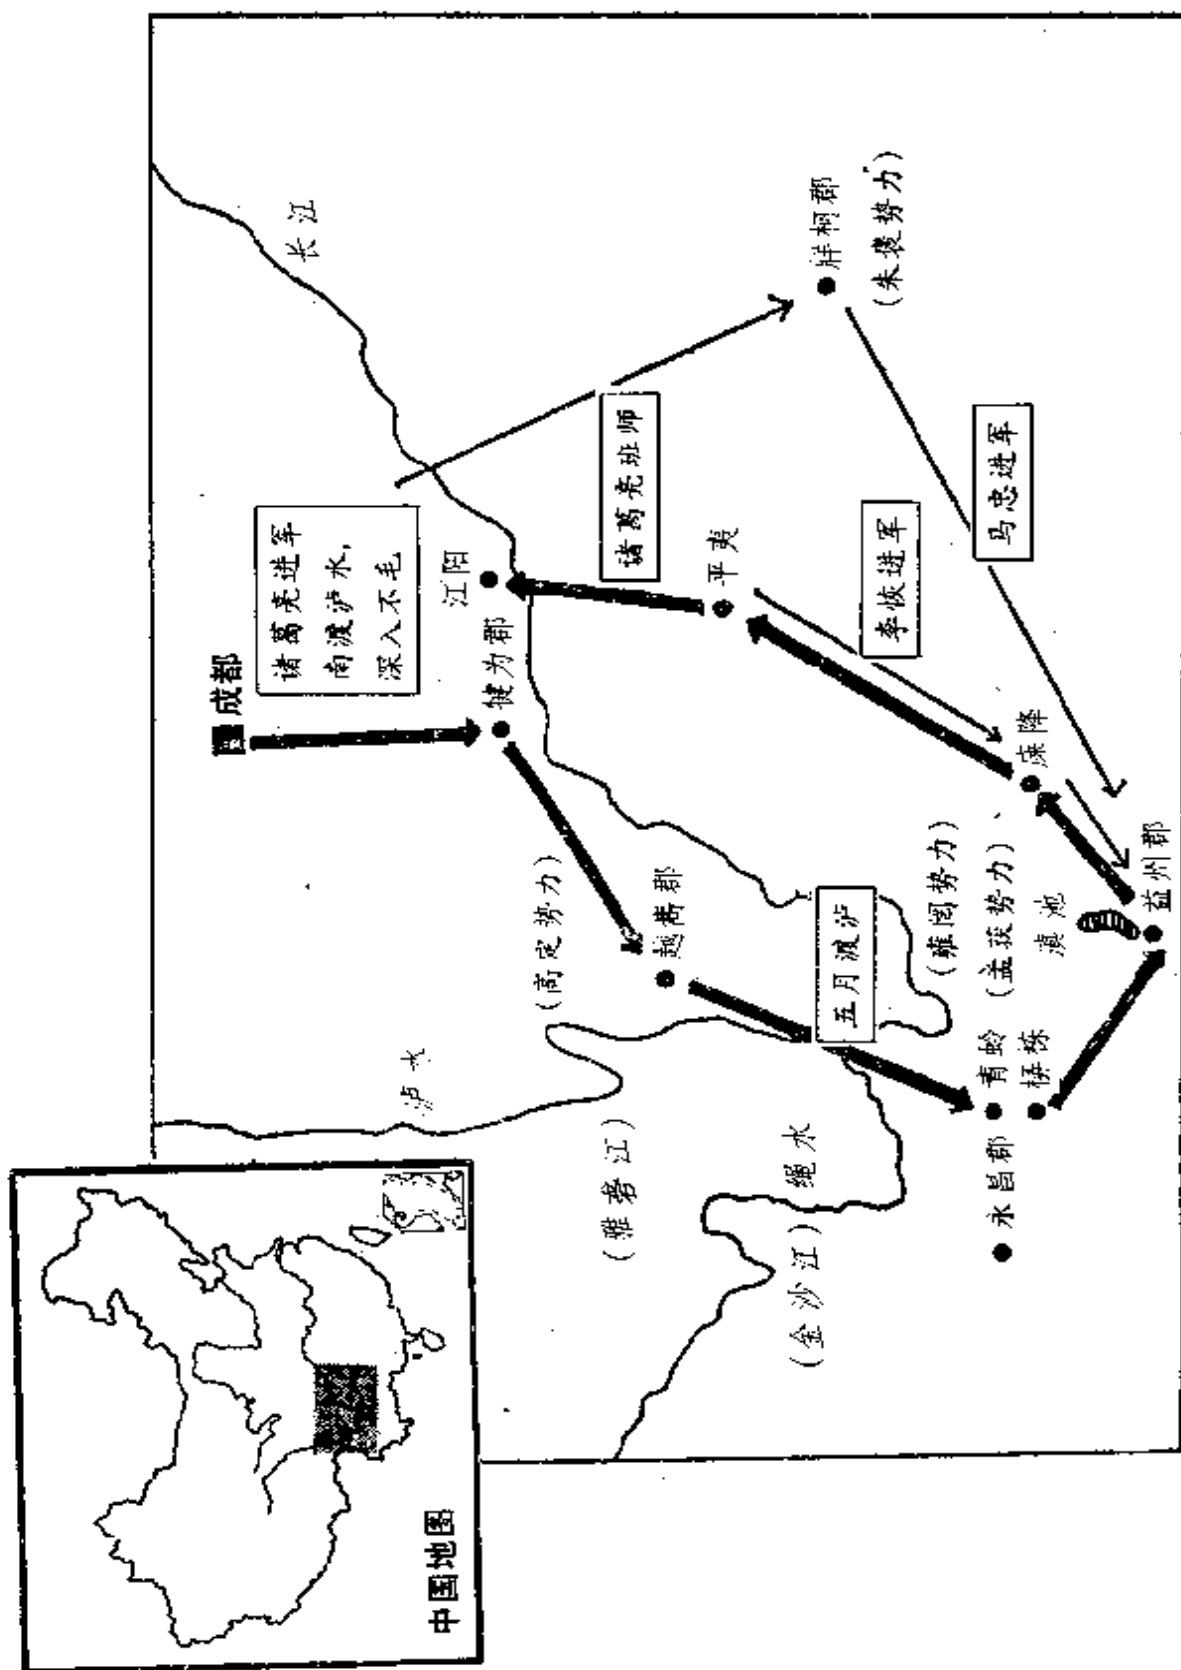 中国地图
成都
诸葛亮进军
南渡泸水，
深入不毛
长江
江阳
健为郡
(高定势力)
越嶲郡
泸水
(雅砻江)
绳水
(金沙江)
五月渡泸
诸葛亮班师
平夷
牂柯郡
(朱褒势力)
李恢进军
马忠进军
庲降
(雍闿势力)
(孟获势力)
滇池
益州郡
青蛉
梇栋
永昌郡